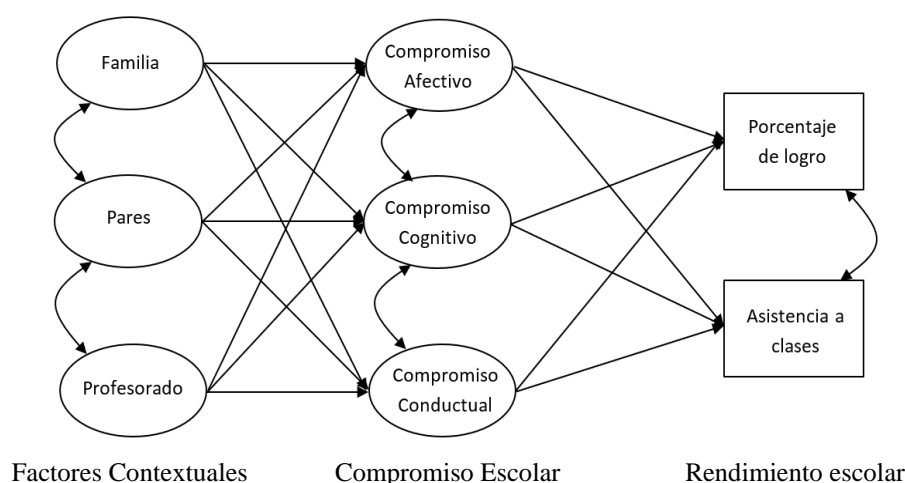 Familia
Pares
Profesorado
Compromiso
Afectivo
Compromiso
Cognitivo
Compromiso
Conductual
Porcentaje
de logro
Asistencia a
clases
Factores Contextuales
Compromiso Escolar
Rendimiento escolar